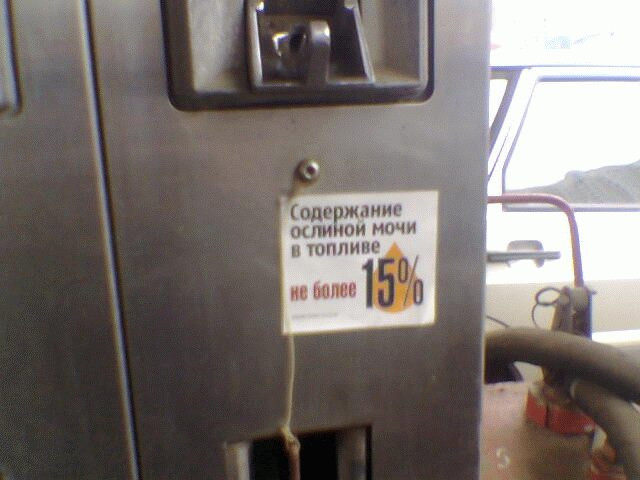 Содержание
ослиной мочи
в топливе
не более 15%